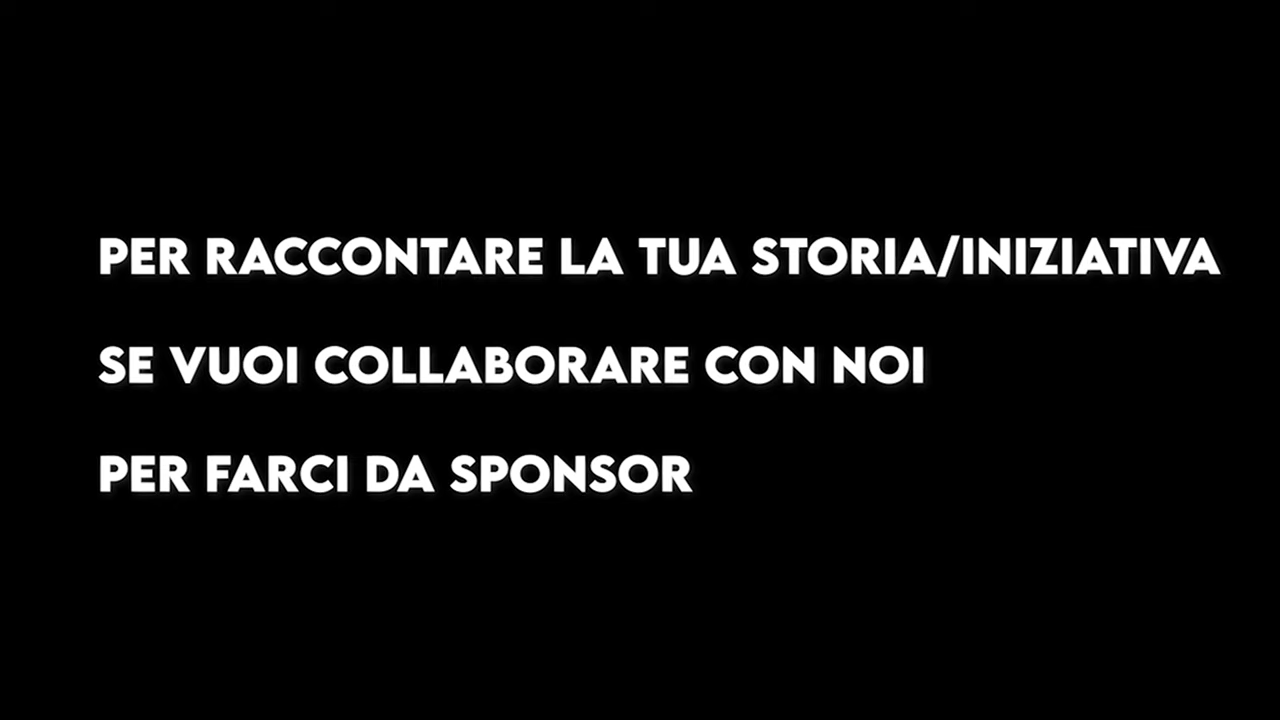 PER RACCONTARE LA TUA STORIA/INIZIATIVA
SE VUOI COLLABORARE CON NOI
PER FARCI DA SPONSOR